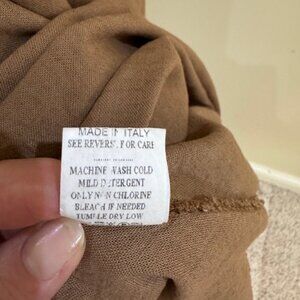 MADE IN ITALY
SEE REVERSE FOR CARE
MACHINE WASH COLD
MILD DETERGENT
ONLY NON CHLORINE
BLEACH IF NEEDED
TUMBLE DRY LOW